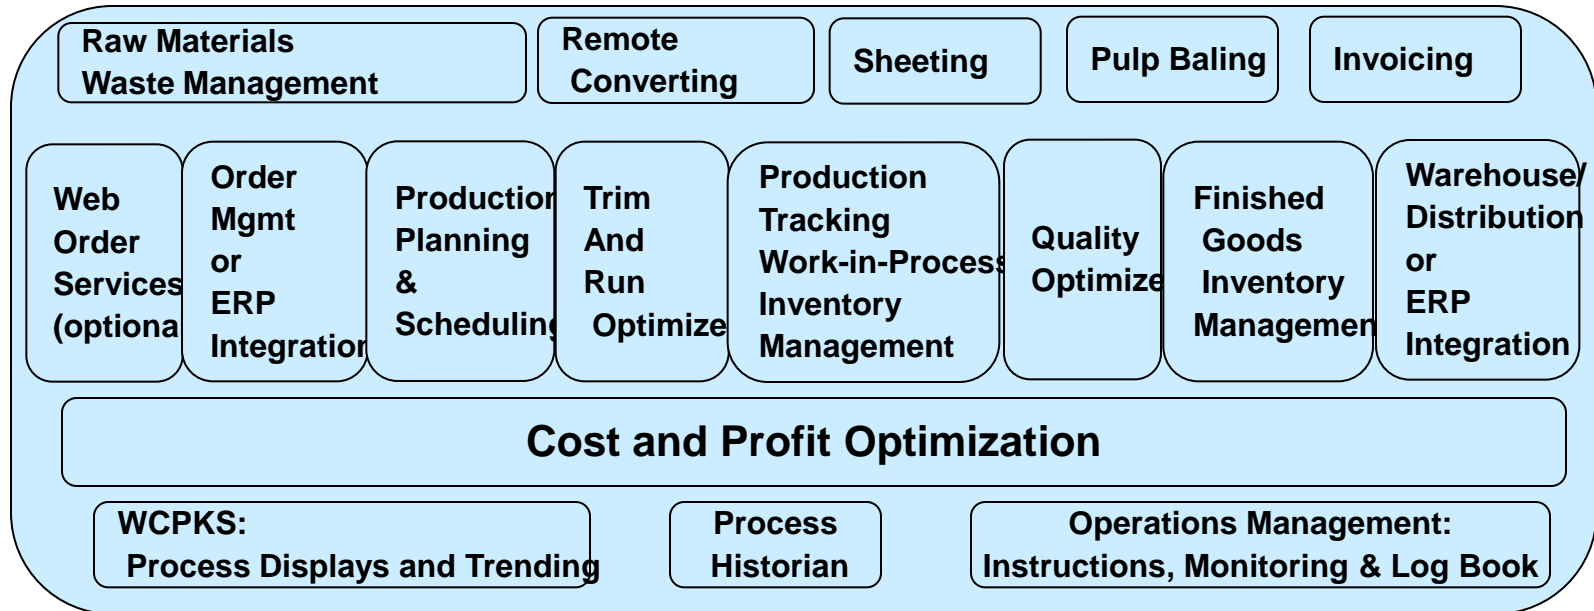 Raw Materials
Waste Management
Remote
Converting
Sheeting
Pulp Baling
Invoicing
Web
Order
Services
(optiona
Order
Mgmt
or
ERP
Integration
Production
Planning
&
Scheduling
Trim
And
Run
Optimize
Production
Tracking
Work-in-Process
Inventory
Management
Quality
Optimize
Finished
Goods
Inventory
Managemen
Warehouse/
Distribution
or
ERP
Integration
Cost and Profit Optimization
WCPKS:
Process Displays and Trending
Process
Historian
Operations Management:
Instructions, Monitoring & Log Book